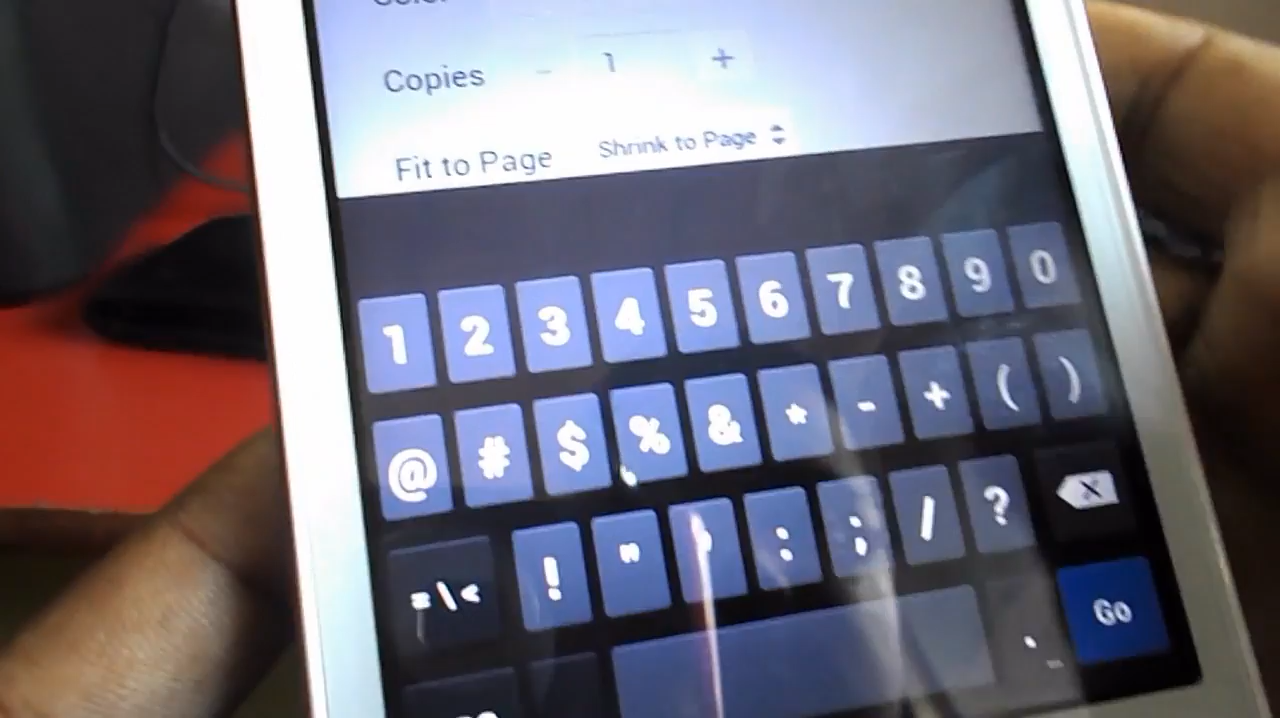 Color
Copies - 1 +
Fit to Page Shrink to Page
1 2 3 4 5 6 7 8 9 0
@ # $ % & * - + ( )
=\< ! " ' : ; / ? X
. Go